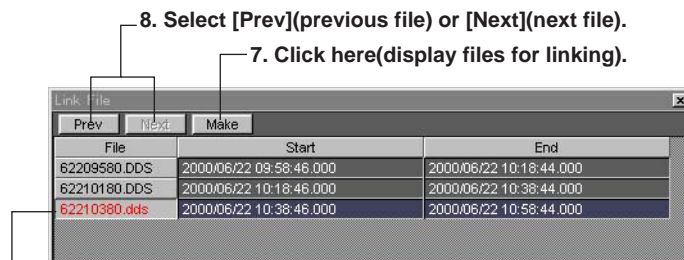 8. Select [Prev](previous file) or [Next](next file).
7. Click here(display files for linking).
Link File
Prev Next Make
File Start End
62209580.DDS 2000/06/22 09:58:46.000 2000/06/22 10:18:44.000
62210180.DDS 2000/06/22 10:18:46.000 2000/06/22 10:38:44.000
62210380.dds 2000/06/22 10:38:46.000 2000/06/22 10:58:44.000